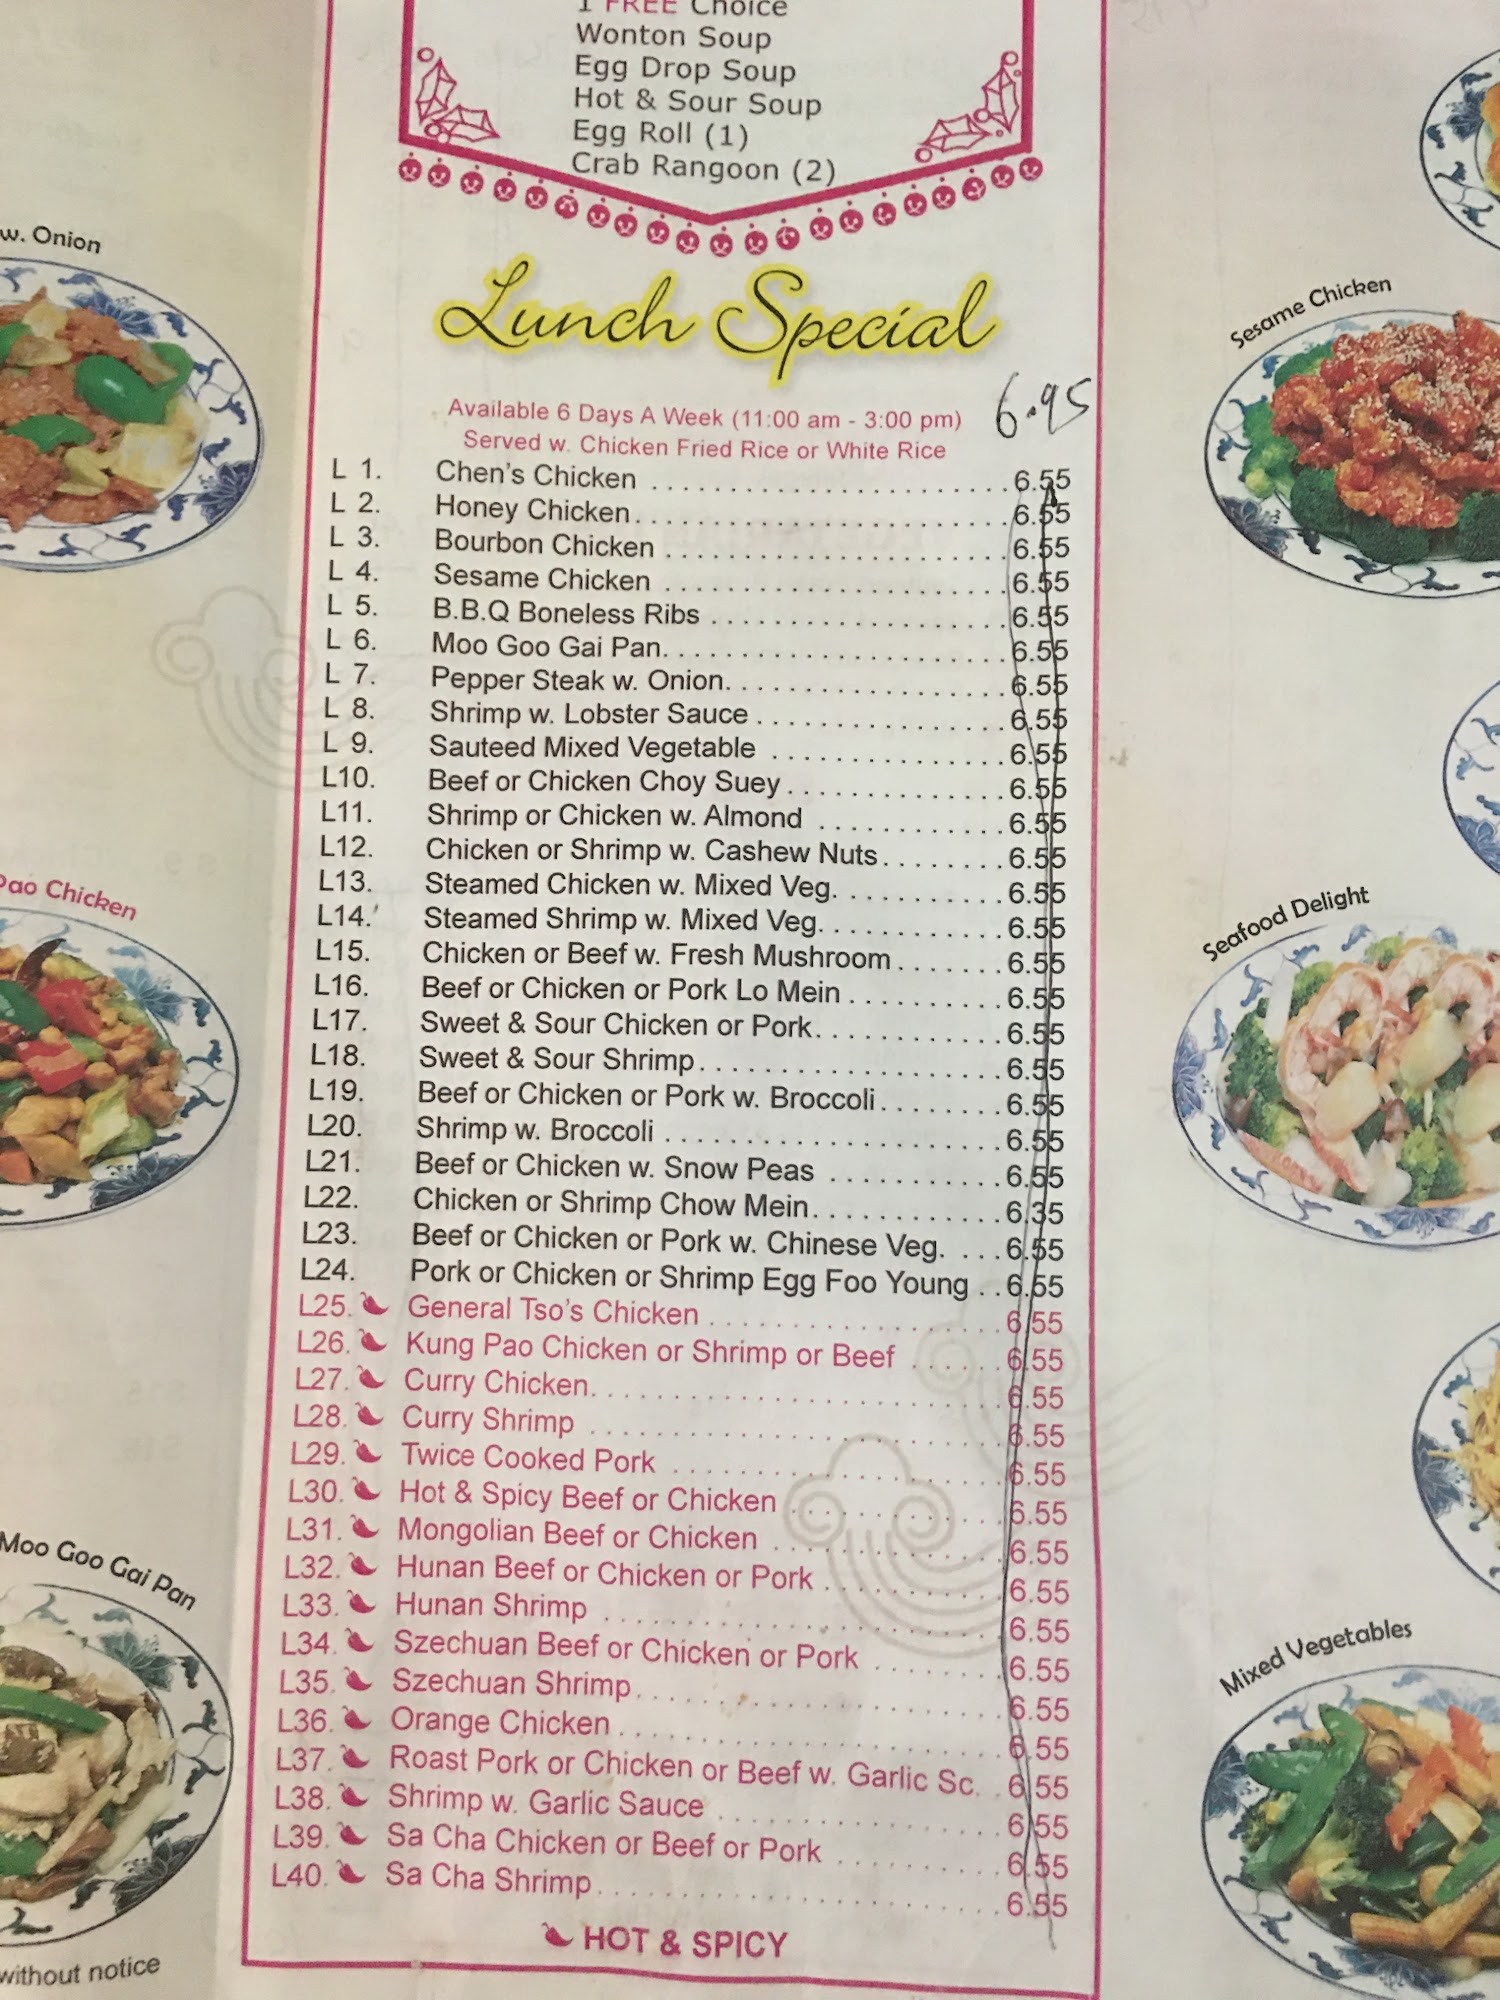 1 FREE Choice
Wonton Soup
Egg Drop Soup
Hot & Sour Soup
Egg Roll (1)
Crab Rangoon (2)
Lunch Special
Available 6 Days A Week (11:00 am - 3:00 pm)
6.95
Served w. Chicken Fried Rice or White Rice
L 1. Chen's Chicken 6.55
L 2. Honey Chicken 6.55
L 3. Bourbon Chicken 6.55
L 4. Sesame Chicken 6.55
L 5. B.B.Q Boneless Ribs 6.55
L 6. Moo Goo Gai Pan 6.55
L 7. Pepper Steak w. Onion 6.55
L 8. Shrimp w. Lobster Sauce 6.55
L 9. Sauteed Mixed Vegetable 6.55
L10. Beef or Chicken Choy Suey 6.55
L11. Shrimp or Chicken w. Almond 6.55
L12. Chicken or Shrimp w. Cashew Nuts 6.55
L13. Steamed Chicken w. Mixed Veg. 6.55
L14. Steamed Shrimp w. Mixed Veg. 6.55
L15. Chicken or Beef w. Fresh Mushroom 6.55
L16. Beef or Chicken or Pork Lo Mein 6.55
L17. Sweet & Sour Chicken or Pork 6.55
L18. Sweet & Sour Shrimp 6.55
L19. Beef or Chicken or Pork w. Broccoli 6.55
L20. Shrimp w. Broccoli 6.55
L21. Beef or Chicken w. Snow Peas 6.55
L22. Chicken or Shrimp Chow Mein 6.35
L23. Beef or Chicken or Pork w. Chinese Veg. 6.55
L24. Pork or Chicken or Shrimp Egg Foo Young 6.55
L25. General Tso's Chicken 6.55
L26. Kung Pao Chicken or Shrimp or Beef 6.55
L27. Curry Chicken 6.55
L28. Curry Shrimp 6.55
L29. Twice Cooked Pork 6.55
L30. Hot & Spicy Beef or Chicken 6.55
L31. Mongolian Beef or Chicken 6.55
L32. Hunan Beef or Chicken or Pork 6.55
L33. Hunan Shrimp 6.55
L34. Szechuan Beef or Chicken or Pork 6.55
L35. Szechuan Shrimp 6.55
L36. Orange Chicken 6.55
L37. Roast Pork or Chicken or Beef w. Garlic Sc. 6.55
L38. Shrimp w. Garlic Sauce 6.55
L39. Sa Cha Chicken or Beef or Pork 6.55
L40. Sa Cha Shrimp 6.55
HOT & SPICY
w. Onion
Pao Chicken
Moo Goo Gai Pan
without notice
Sesame Chicken
Seafood Delight
Mixed Vegetables